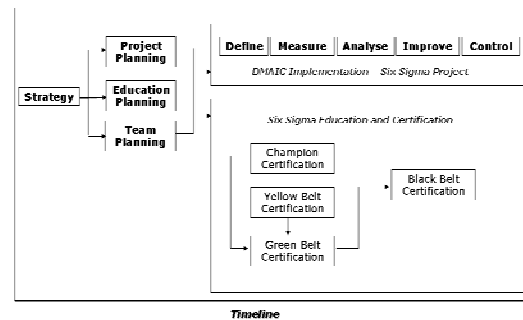 Strategy
Project
Planning
Education
Planning
Team
Planning
Define Measure Analyse Improve Control
DMAIC Implementation Six Sigma Project
Six Sigma Education and Certification
Champion
Certification
Yellow Belt
Certification
Green Belt
Certification
Black Belt
Certification
Timeline